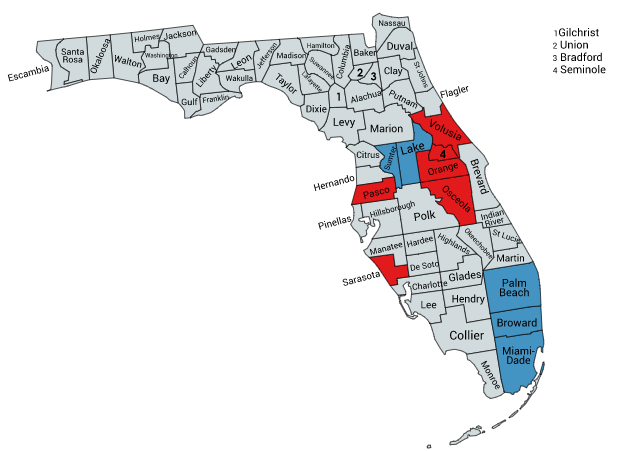 Nassau
Holmes
Jackson
Escambia
Santa
Rosa
Okaloosa
Walton
Washington
Bay
Calhoun
Gulf
Gadsden
Liberty
Franklin
Leon
Wakulla
Jefferson
Madison
Taylor
Hamilton
Suwannee
Lafayette
Dixie
Columbia
Baker
Duval
2
3
Clay
St Johns
1
Alachua
Putnam
Flagler
Levy
Marion
Volusia
Citrus
Sumter
Lake
4
Orange
Hernando
Pasco
Osceola
Brevard
Pinellas
Hillsborough
Polk
Indian
River
Manatee
Hardee
Highlands
Okeechobee
St Lucie
Sarasota
De Soto
Martin
Charlotte
Glades
Lee
Hendry
Palm
Beach
Collier
Broward
Monroe
Miami-
Dade
1 Gilchrist
2 Union
3 Bradford
4 Seminole